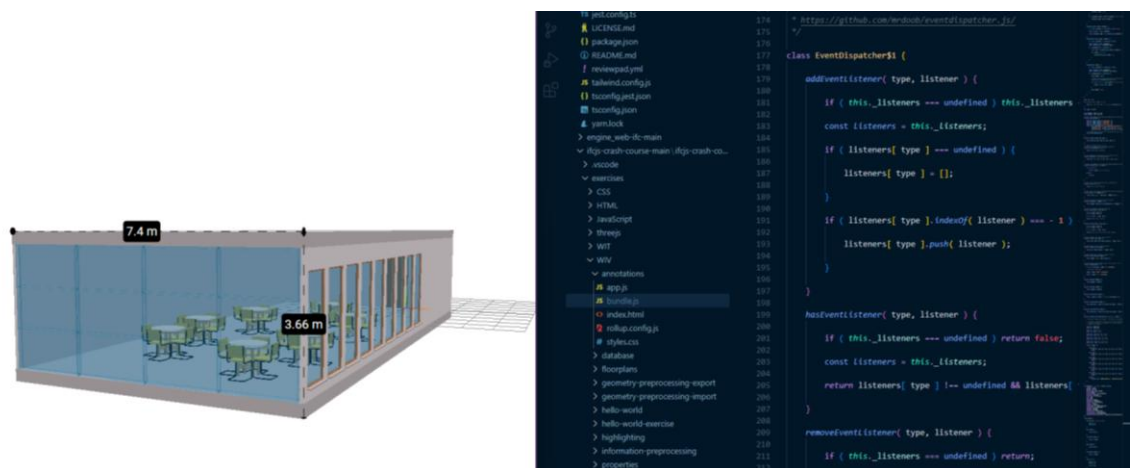 7.4 m
3.66 m
jest.config.ts
LICENSE.md
package.json
README.md
reviewpad.yml
tailwind.config.js
tsconfig.jest.json
tsconfig.json
yarn.lock
engine_web-ifc-main
ifcjs-crash-course-main \ ifcjs-crash-co...
.vscode
exercises
CSS
HTML
JavaScript
threejs
WIT
WIV
annotations
app.js
bundle.js
index.html
rollup.config.js
styles.css
database
floorplans
geometry-preprocessing-export
geometry-preprocessing-import
hello-world
hello-world-exercise
highlighting
information-preprocessing
properties
174 * https://github.com/mrdoob/eventdispatcher.js/
175 */
176
177 class EventDispatcher$1 {
178
179 addEventListener( type, listener ) {
180
181 if ( this._listeners === undefined ) this._listeners
182
183 const listeners = this._listeners;
184
185 if ( listeners[ type ] === undefined ) {
186
187 listeners[ type ] = [];
188
189 }
190
191 if ( listeners[ type ].indexOf( listener ) === - 1 )
192
193 listeners[ type ].push( listener );
194
195 }
196
197 }
198
199 hasEventListener( type, listener ) {
200
201 if ( this._listeners === undefined ) return false;
202
203 const listeners = this._listeners;
204
205 return listeners[ type ] !== undefined && listeners[
206
207 }
208
209 removeEventListener( type, listener ) {
210
211 if ( this._listeners === undefined ) return;